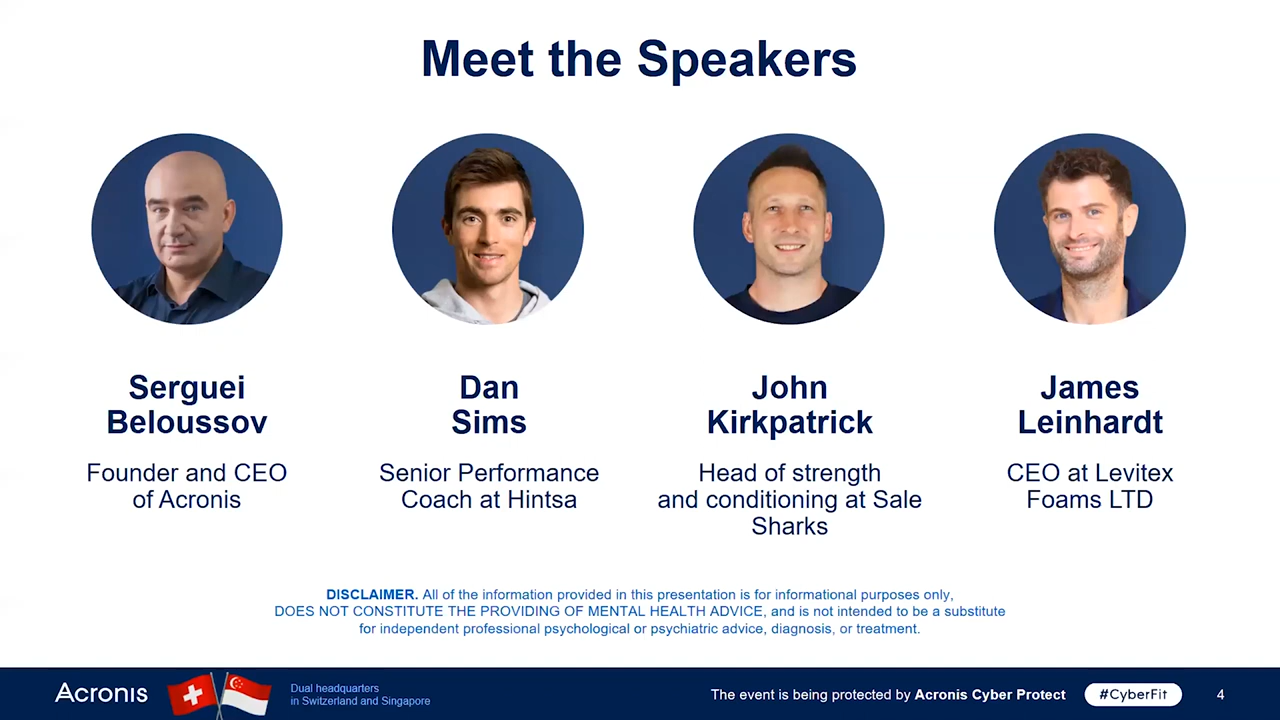 Meet the Speakers
Serguei
Beloussov
Founder and CEO
of Acronis
Dan
Sims
Senior Performance
Coach at Hintsa
John
Kirkpatrick
Head of strength
and conditioning at Sale
Sharks
James
Leinhardt
CEO at Levitex
Foams LTD
DISCLAIMER. All of the information provided in this presentation is for informational purposes only,
DOES NOT CONSTITUTE THE PROVIDING OF MENTAL HEALTH ADVICE, and is not intended to be a substitute
for independent professional psychological or psychiatric advice, diagnosis, or treatment.
Acronis
Dual headquarters
in Switzerland and Singapore
The event is being protected by Acronis Cyber Protect
#CyberFit
4